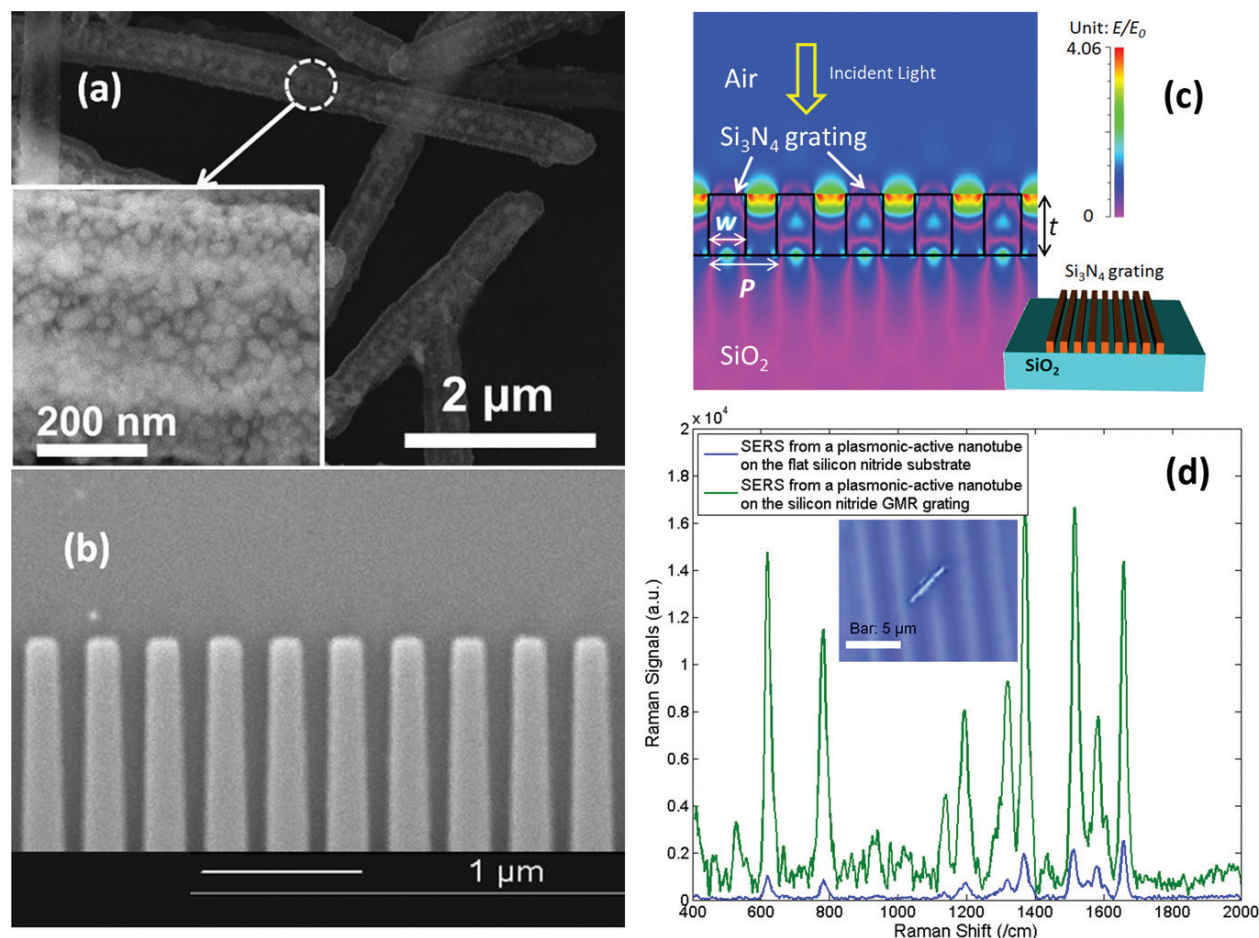 (a)
200 nm
2 µm
(b)
1 µm
Unit: E/E0
4.06
0
Air
Incident Light
(c)
Si3N4 grating
w
t
P
SiO2
Si3N4 grating
SiO2
x 10^4
2
1.8
1.6
1.4
1.2
1
0.8
0.6
0.4
0.2
0
SERS from a plasmonic-active nanotube
on the flat silicon nitride substrate
SERS from a plasmonic-active nanotube
on the silicon nitride GMR grating
(d)
Bar: 5 µm
Raman Signals (a.u.)
400 600 800 1000 1200 1400 1600 1800 2000
Raman Shift (/cm)